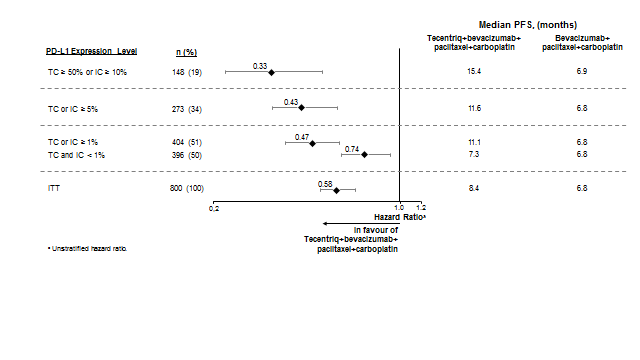 Median PFS, (months)
Tecentriq+bevacizumab+ Bevacizumab+
paclitaxel+carboplatin paclitaxel+carboplatin
PD-L1 Expression Level n (%)
0.33
TC ≥ 50% or IC ≥ 10% 148 (19) 15.4 6.9
0.43
TC or IC ≥ 5% 273 (34) 11.6 6.8
0.47
TC or IC ≥ 1% 404 (51) 11.1 6.8
0.74
TC and IC < 1% 396 (50) 7.3 6.8
0.58
ITT 800 (100) 8.4 6.8
0.2 1.0 1.2
Hazard Ratioᵃ
In favour of
Tecentriq+bevacizumab+
paclitaxel+carboplatin
ᵃ Unstratified hazard ratio.